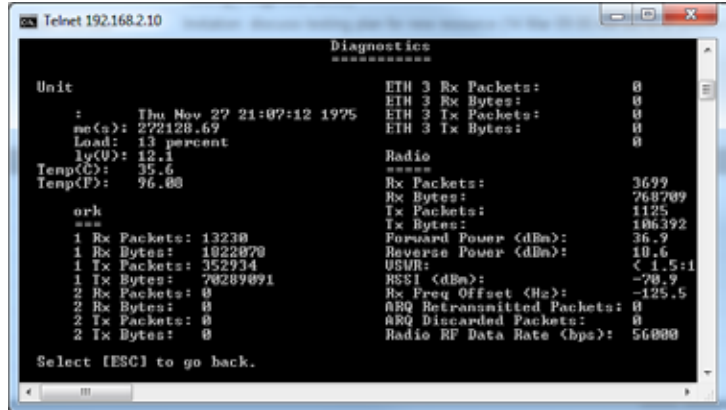 Telnet 192.168.2.10
Diagnostics
===========
Unit
: Thu Nov 27 21:07:12 1975
me(s): 272128.69
Load: 13 percent
ly(V): 12.1
Temp(C): 35.6
Temp(F): 96.08
ork
===
1 Rx Packets: 13230
1 Rx Bytes: 1822078
1 Tx Packets: 352934
1 Tx Bytes: 70289091
2 Rx Packets: 0
2 Rx Bytes: 0
2 Tx Packets: 0
2 Tx Bytes: 0
ETH 3 Rx Packets: 0
ETH 3 Rx Bytes: 0
ETH 3 Tx Packets: 0
ETH 3 Tx Bytes: 0
0
Radio
=====
Rx Packets: 3699
Rx Bytes: 768709
Tx Packets: 1125
Tx Bytes: 106392
Forward Power (dBm): 36.9
Reverse Power (dBm): 18.6
VSWR: < 1.5:1
RSSI (dBm): -70.9
Rx Freq Offset (Hz): -125.5
ARQ Retransmitted Packets: 0
ARQ Discarded Packets: 0
Radio RF Data Rate (bps): 56000
Select [ESC] to go back.